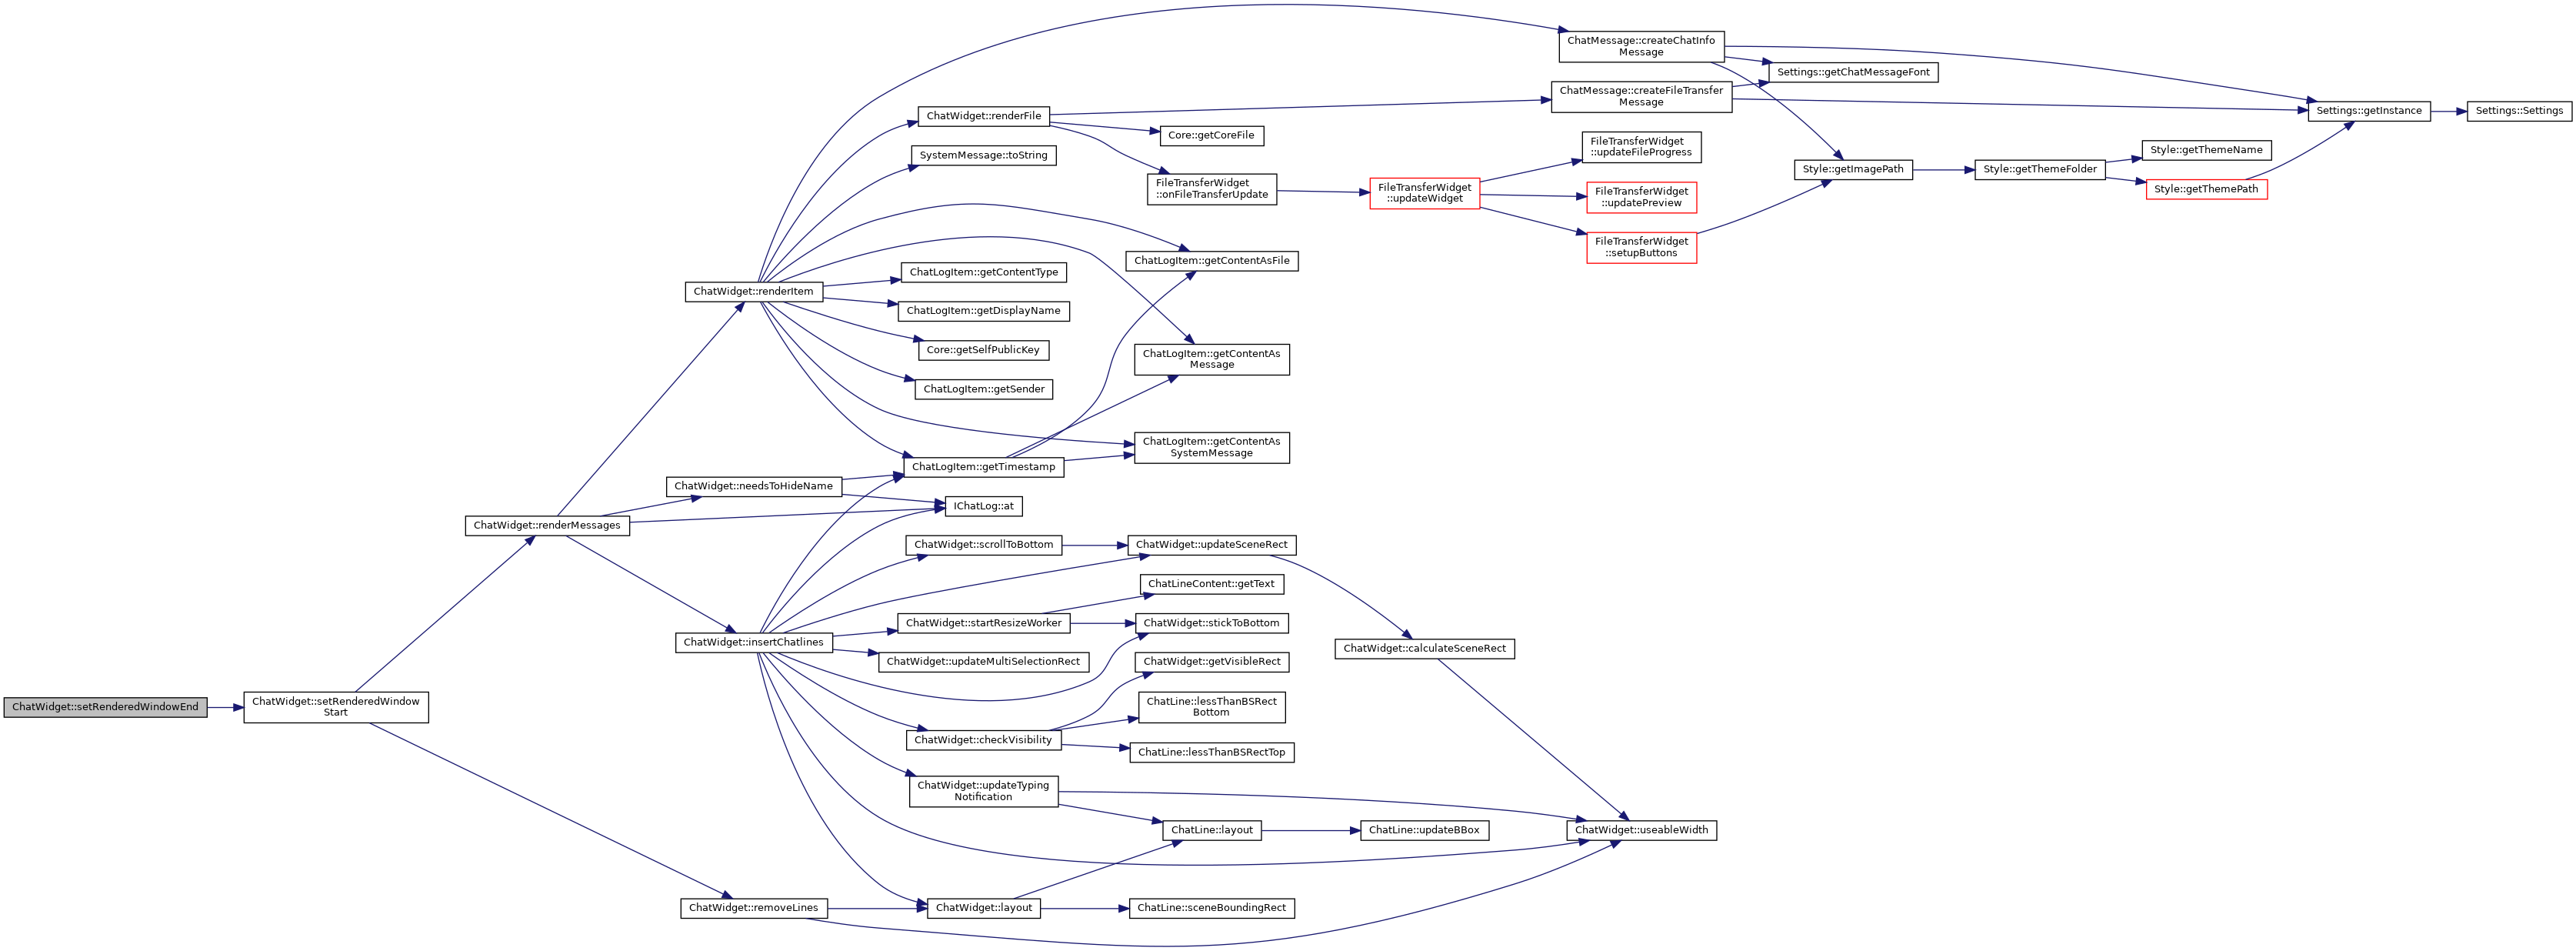 ChatWidget::setRenderedWindowEnd
ChatWidget::setRenderedWindow
Start
ChatWidget::renderMessages
ChatWidget::removeLines
ChatWidget::renderItem
ChatWidget::needsToHideName
ChatWidget::insertChatlines
ChatWidget::renderFile
SystemMessage::toString
ChatLogItem::getContentType
ChatLogItem::getDisplayName
Core::getSelfPublicKey
ChatLogItem::getSender
ChatLogItem::getTimestamp
IChatLog::at
ChatWidget::scrollToBottom
ChatWidget::startResizeWorker
ChatWidget::updateMultiSelectionRect
ChatWidget::checkVisibility
ChatWidget::updateTyping
Notification
ChatWidget::layout
Core::getCoreFile
FileTransferWidget
::onFileTransferUpdate
ChatLogItem::getContentAsFile
ChatLogItem::getContentAs
Message
ChatLogItem::getContentAs
SystemMessage
ChatWidget::updateSceneRect
ChatLineContent::getText
ChatWidget::stickToBottom
ChatWidget::getVisibleRect
ChatLine::lessThanBSRect
Bottom
ChatLine::lessThanBSRectTop
ChatLine::layout
ChatLine::sceneBoundingRect
FileTransferWidget
::updateWidget
ChatWidget::calculateSceneRect
ChatLine::updateBBox
ChatMessage::createChatInfo
Message
ChatMessage::createFileTransfer
Message
FileTransferWidget
::updateFileProgress
FileTransferWidget
::updatePreview
FileTransferWidget
::setupButtons
ChatWidget::useableWidth
Settings::getChatMessageFont
Style::getImagePath
Style::getThemeFolder
Style::getThemeName
Style::getThemePath
Settings::getInstance
Settings::Settings